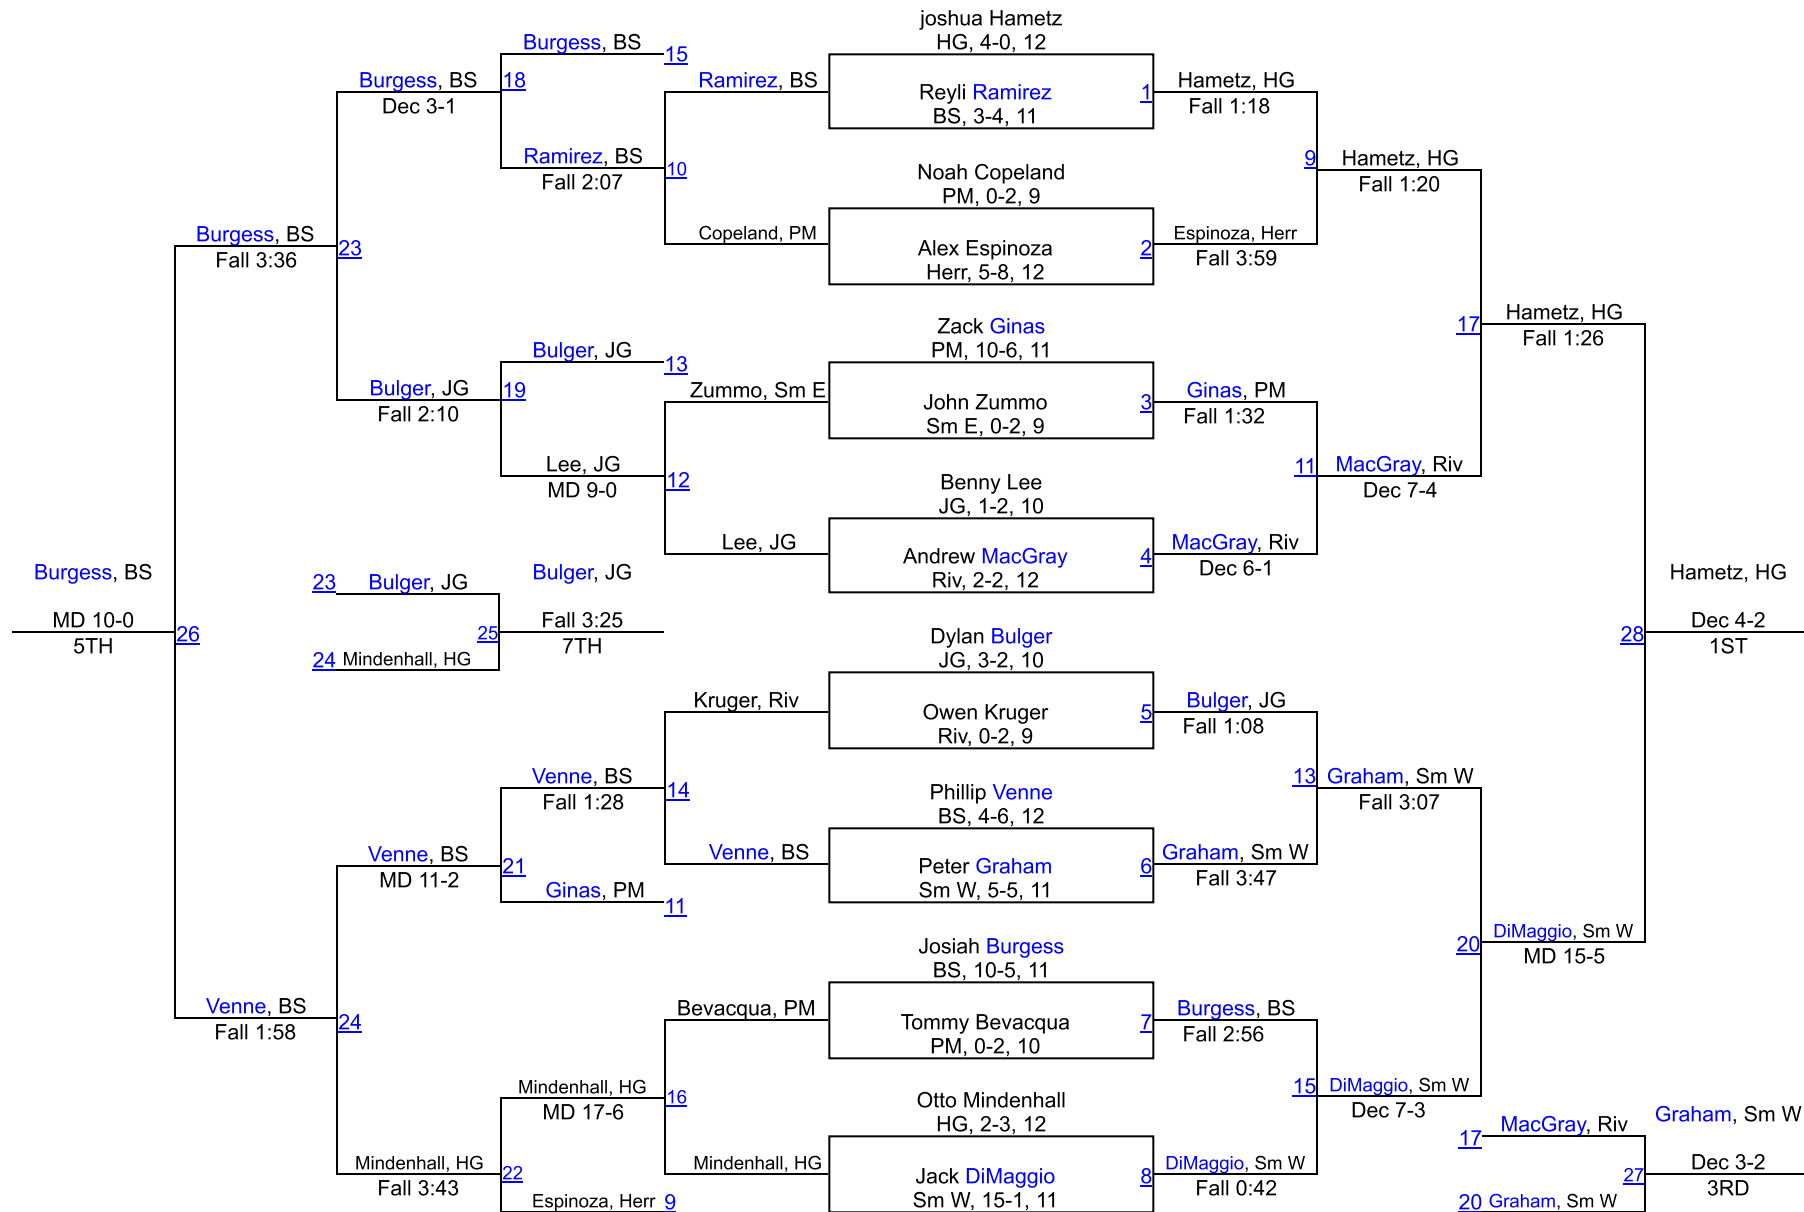 joshua Hametz
HG, 4-0, 12
Reyli Ramirez
BS, 3-4, 11
1
Noah Copeland
PM, 0-2, 9
Alex Espinoza
Herr, 5-8, 12
2
Zack Ginas
PM, 10-6, 11
John Zummo
Sm E, 0-2, 9
3
Benny Lee
JG, 1-2, 10
Andrew MacGray
Riv, 2-2, 12
4
Dylan Bulger
JG, 3-2, 10
Owen Kruger
Riv, 0-2, 9
5
Phillip Venne
BS, 4-6, 12
Peter Graham
Sm W, 5-5, 11
6
Josiah Burgess
BS, 10-5, 11
Tommy Bevacqua
PM, 0-2, 10
7
Otto Mindenhall
HG, 2-3, 12
Jack DiMaggio
Sm W, 15-1, 11
8
Hametz, HG
Fall 1:18
Espinoza, Herr
Fall 3:59
Ginas, PM
Fall 1:32
MacGray, Riv
Dec 6-1
Bulger, JG
Fall 1:08
Graham, Sm W
Fall 3:47
Burgess, BS
Fall 2:56
DiMaggio, Sm W
Fall 0:42
9
Hametz, HG
Fall 1:20
11
MacGray, Riv
Dec 7-4
13
Graham, Sm W
Fall 3:07
15
DiMaggio, Sm W
Dec 7-3
17
Hametz, HG
Fall 1:26
20
DiMaggio, Sm W
MD 15-5
28
Hametz, HG
Dec 4-2
1ST
17
MacGray, Riv
20
Graham, Sm W
27
Graham, Sm W
Dec 3-2
3RD
Ramirez, BS
Copeland, PM
10
Zummo, Sm E
Lee, JG
12
Kruger, Riv
Venne, BS
14
Bevacqua, PM
Mindenhall, HG
16
Burgess, BS
15
Ramirez, BS
Fall 2:07
18
Bulger, JG
13
Lee, JG
MD 9-0
19
Venne, BS
Fall 1:28
Ginas, PM
11
21
Mindenhall, HG
MD 17-6
Espinoza, Herr
9
22
Burgess, BS
Dec 3-1
Bulger, JG
Fall 2:10
23
Venne, BS
MD 11-2
Mindenhall, HG
Fall 3:43
24
Burgess, BS
Fall 3:36
Venne, BS
Fall 1:58
26
Burgess, BS
MD 10-0
5TH
23
Bulger, JG
24
Mindenhall, HG
25
Bulger, JG
Fall 3:25
7TH